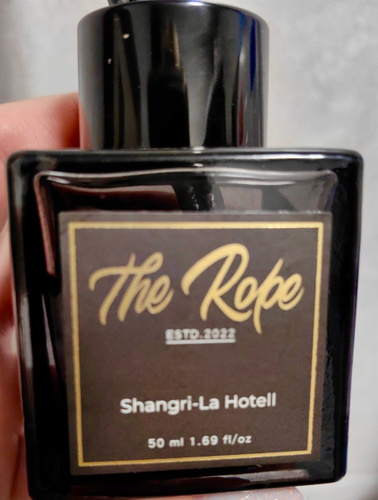 The Rope
ESTD.2022
Shangri-La Hotell
50 ml 1.69 fl/oz